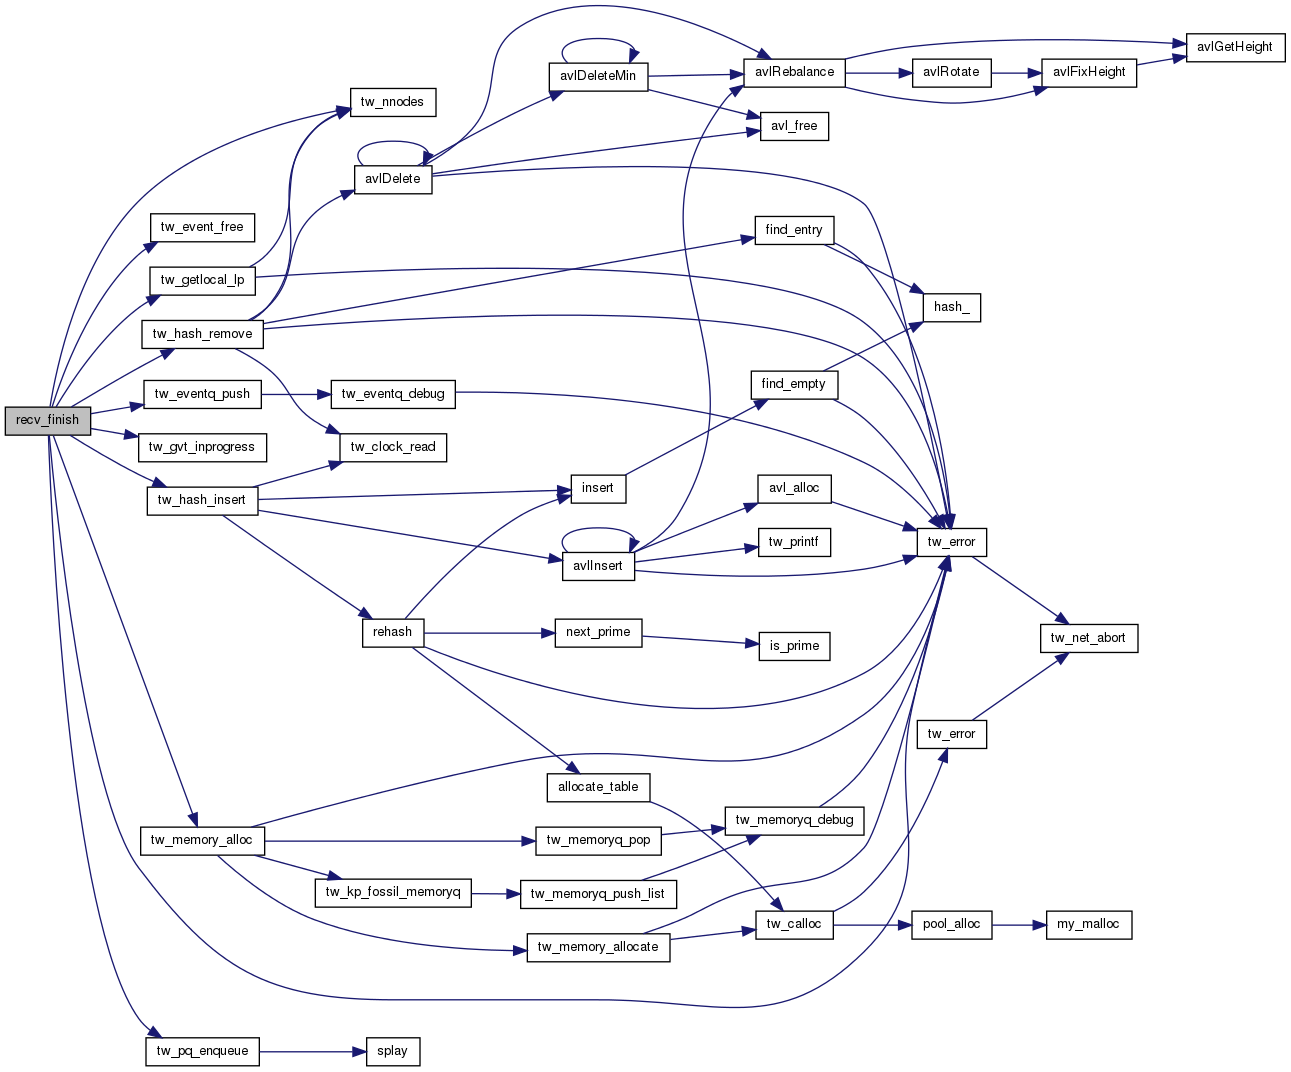 recv_finish
tw_nnodes
tw_event_free
tw_getlocal_lp
tw_hash_remove
tw_eventq_push
tw_gvt_inprogress
tw_hash_insert
tw_memory_alloc
tw_pq_enqueue
avlDelete
tw_eventq_debug
tw_clock_read
rehash
tw_kp_fossil_memoryq
splay
avlDeleteMin
insert
avlInsert
next_prime
allocate_table
tw_memoryq_pop
tw_memoryq_push_list
tw_memory_allocate
avlRebalance
avl_free
find_entry
find_empty
avl_alloc
tw_printf
is_prime
tw_memoryq_debug
tw_calloc
avlRotate
hash_
tw_error
tw_error
pool_alloc
avlFixHeight
tw_net_abort
my_malloc
avlGetHeight